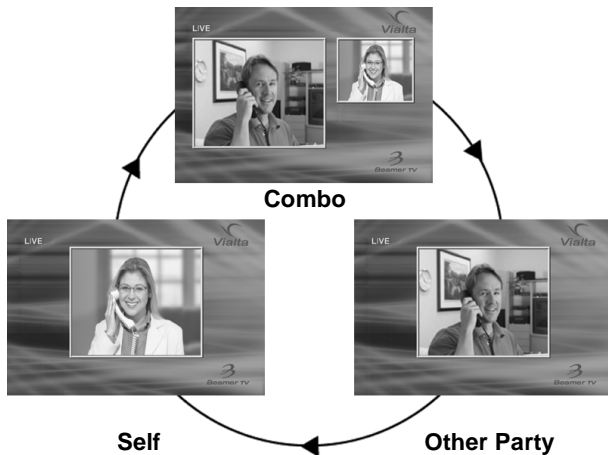 LIVE
Vialta
Beamer TV
Combo
LIVE
Vialta
Beamer TV
LIVE
Vialta
Beamer TV
Self
Other Party